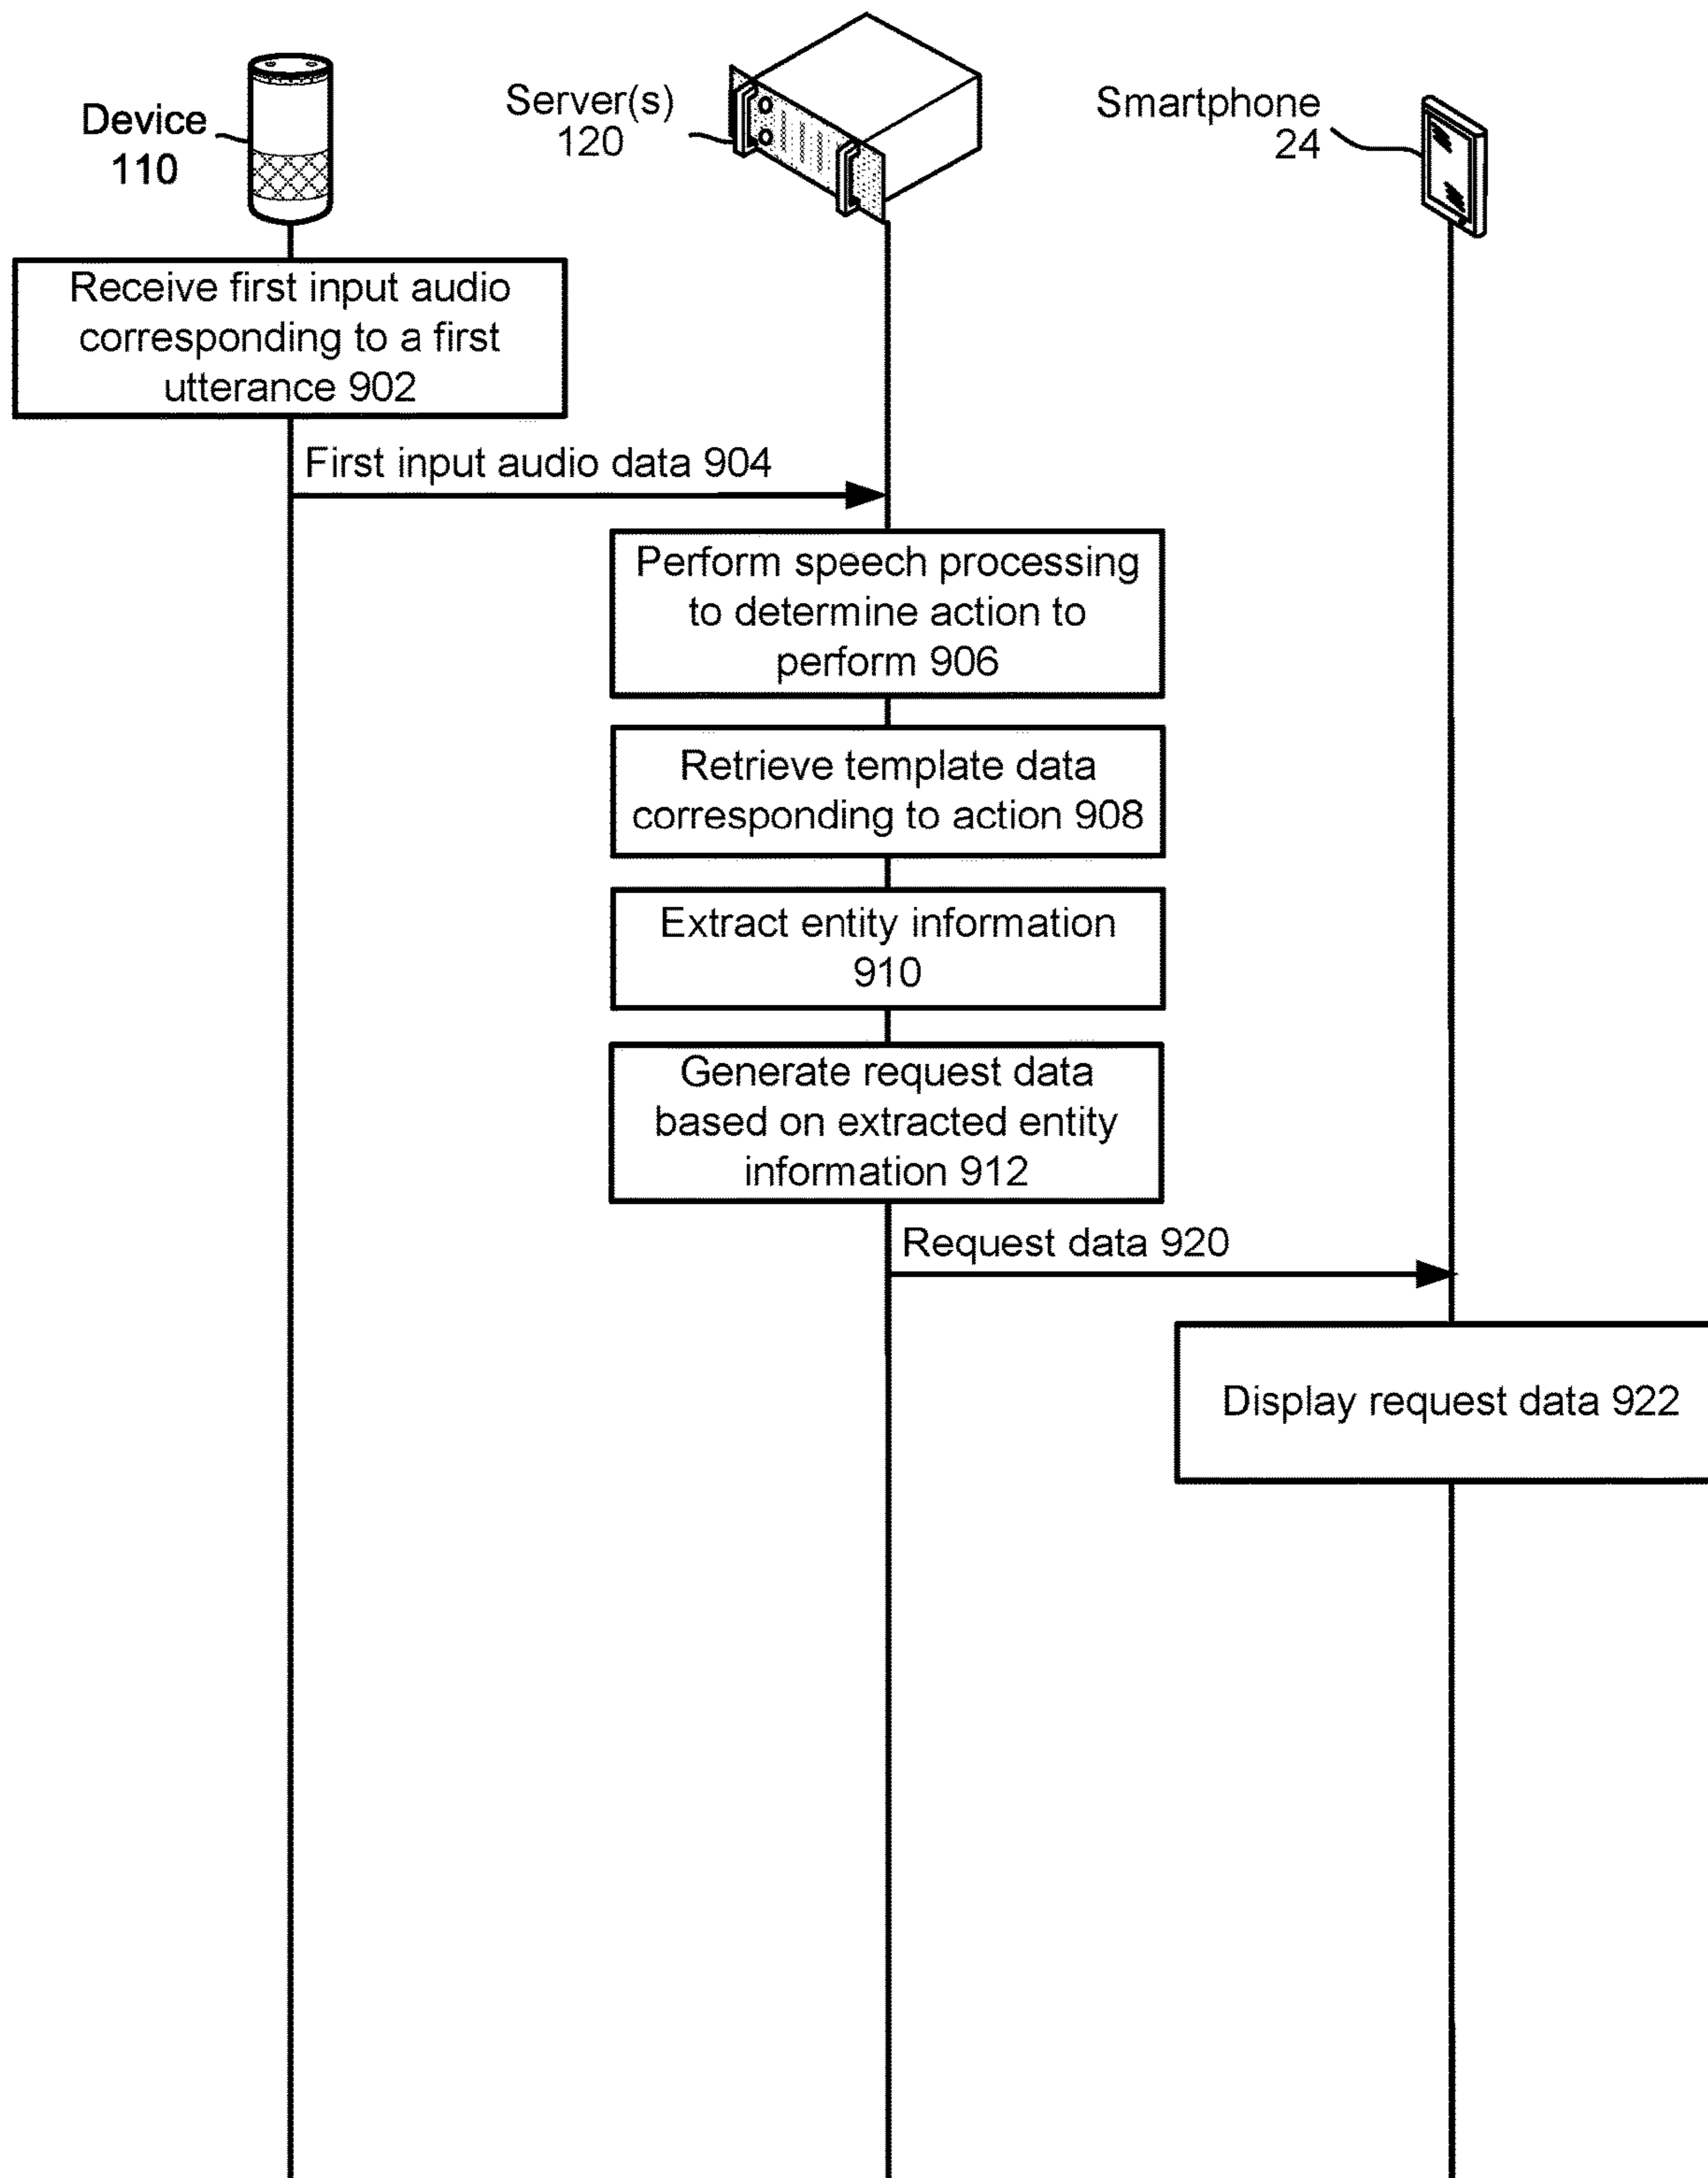 Device
110
Server(s)
120
Smartphone
24
Receive first input audio
corresponding to a first
utterance 902
First input audio data 904
Perform speech processing
to determine action to
perform 906
Retrieve template data
corresponding to action 908
Extract entity information
910
Generate request data
based on extracted entity
information 912
Request data 920
Display request data 922